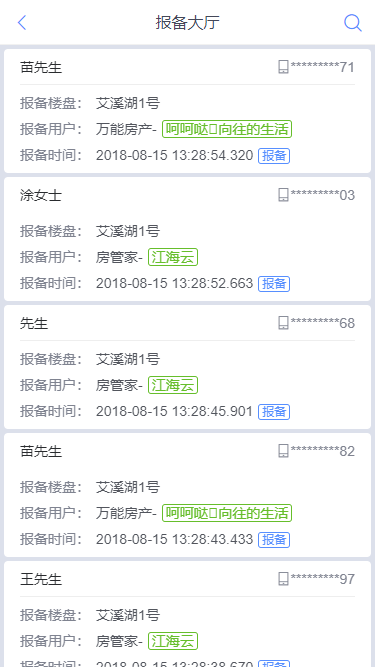 报备大厅
苗先生 *********71
报备楼盘： 艾溪湖1号
报备用户： 万能房产- 呵呵哒向往的生活
报备时间： 2018-08-15 13:28:54.320 报备
涂女士 *********03
报备楼盘： 艾溪湖1号
报备用户： 房管家- 江海云
报备时间： 2018-08-15 13:28:52.663 报备
先生 *********68
报备楼盘： 艾溪湖1号
报备用户： 房管家- 江海云
报备时间： 2018-08-15 13:28:45.901 报备
苗先生 *********82
报备楼盘： 艾溪湖1号
报备用户： 万能房产- 呵呵哒向往的生活
报备时间： 2018-08-15 13:28:43.433 报备
王先生 *********97
报备楼盘： 艾溪湖1号
报备用户： 房管家- 江海云
报备时间： 2018-08-15 13:28:38.670 报备